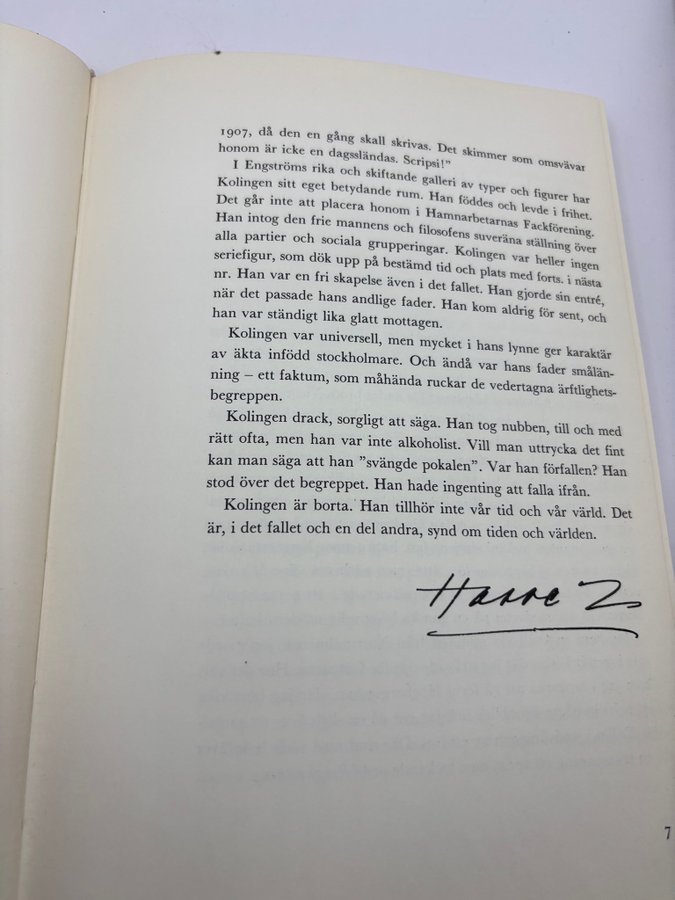 1907, då den en gång skall skrivas. Det skimmer som omsvävar
honom är icke en dagssländas. Scripsi!”
I Engströms rika och skiftande galleri av typer och figurer har
Kolingen sitt eget betydande rum. Han föddes och levde i frihet.
Det går inte att placera honom i Hamnarbetarnas Fackförening.
Han intog den frie mannens och filosofens suveräna ställning över
alla partier och sociala grupperingar. Kolingen var heller ingen
seriefigur, som dök upp på bestämd tid och plats med forts. i nästa
nr. Han var en fri skapelse även i det fallet. Han gjorde sin entré,
när det passade hans andlige fader. Han kom aldrig för sent, och
han var ständigt lika glatt mottagen.
Kolingen var universell, men mycket i hans lynne ger karaktär
av äkta infödd stockholmare. Och ändå var hans fader smålän-
ning – ett faktum, som måhända ruckar de vedertagna ärftlighets-
begreppen.
Kolingen drack, sorgligt att säga. Han tog nubben, till och med
rätt ofta, men han var inte alkoholist. Vill man uttrycka det fint
kan man säga att han ”svängde pokalen”. Var han förfallen? Han
stod över det begreppet. Han hade ingenting att falla ifrån.
Kolingen är borta. Han tillhör inte vår tid och vår värld. Det
är, i det fallet och en del andra, synd om tiden och världen.
Hasse Z
7